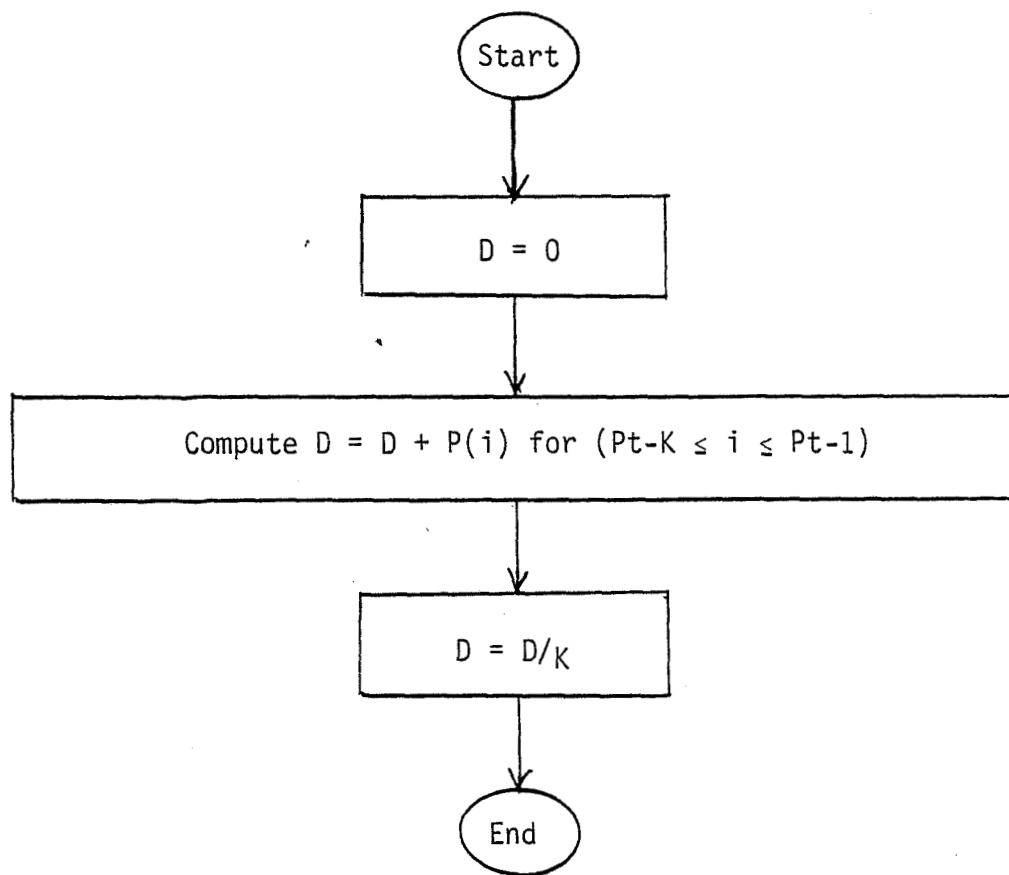 Start
D = 0
Compute D = D + P(i) for (Pt-K ≤ i ≤ Pt-1)
D = D/K
End